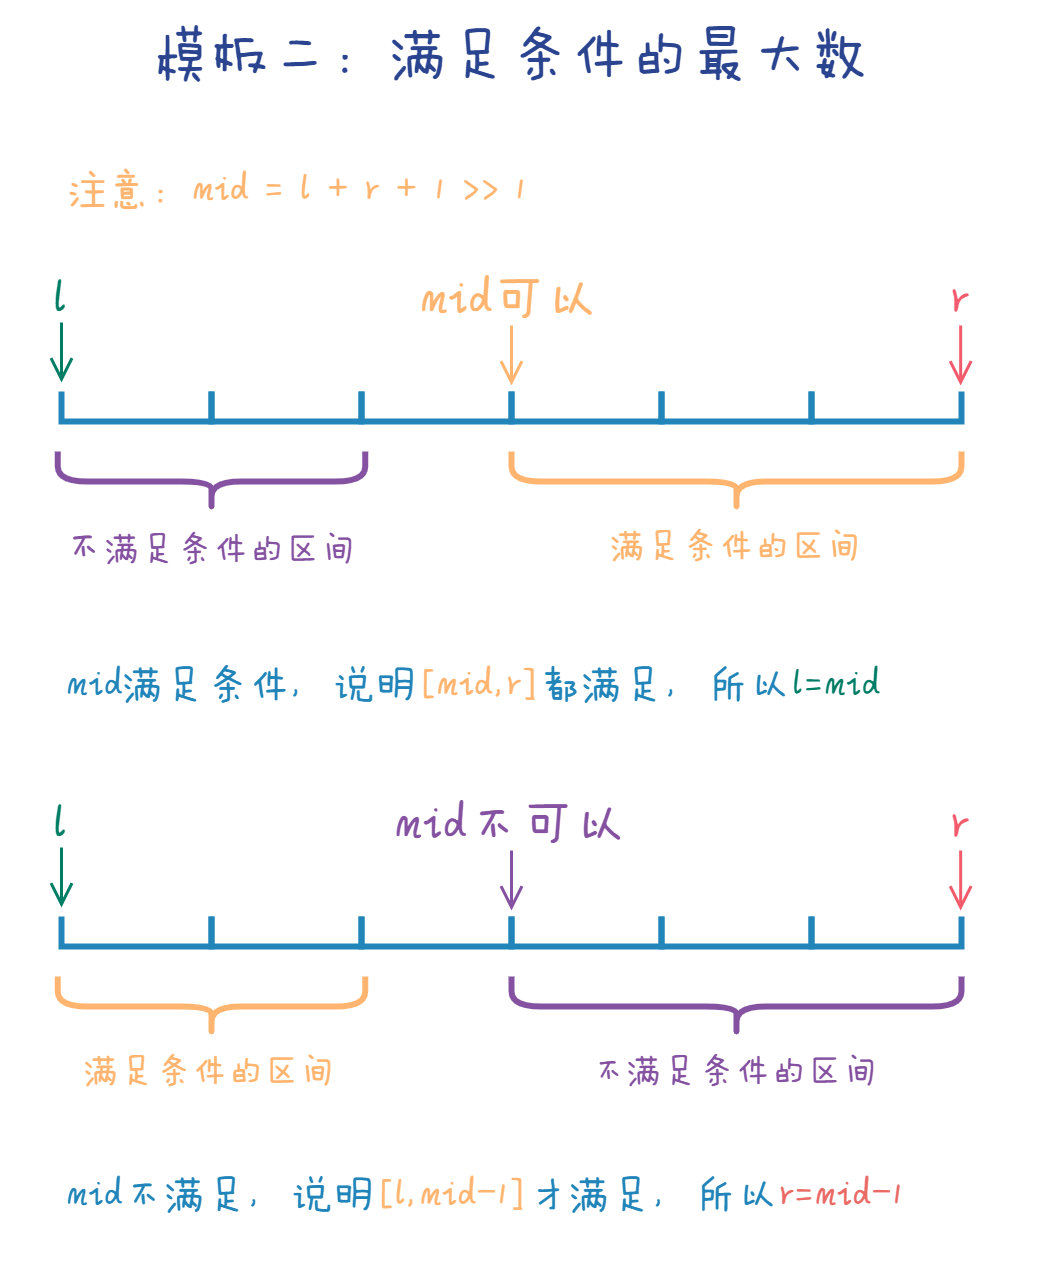 模板二：满足条件的最大数
注意：mid = l + r + 1 >> 1
l mid可以 r
不满足条件的区间 满足条件的区间
mid满足条件，说明[mid,r]都满足，所以l=mid
l mid不可以 r
满足条件的区间 不满足条件的区间
mid不满足，说明[l,mid-1]才满足，所以r=mid-1